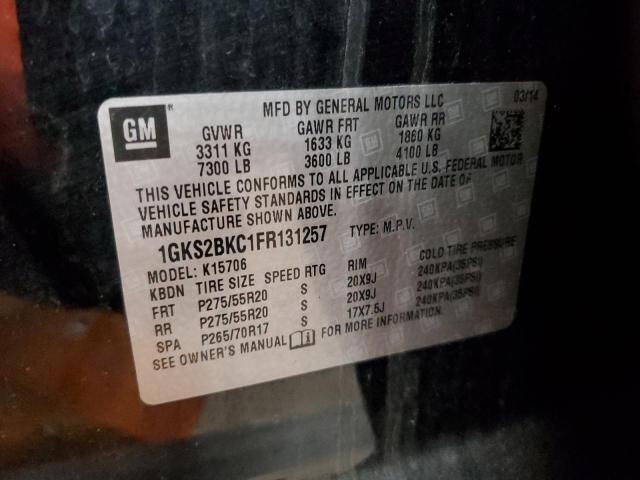 MFD BY GENERAL MOTORS LLC 03/14
GM ®
GVWR GAWR FRT GAWR RR
3311 KG 1633 KG 1860 KG
7300 LB 3600 LB 4100 LB
THIS VEHICLE CONFORMS TO ALL APPLICABLE U.S. FEDERAL MOTOR
VEHICLE SAFETY STANDARDS IN EFFECT ON THE DATE OF
MANUFACTURE SHOWN ABOVE.
1GKS2BKC1FR131257 TYPE: M.P.V.
MODEL: K15706
KBDN TIRE SIZE SPEED RTG RIM COLD TIRE PRESSURE
FRT P275/55R20 S 20X9J 240KPA(35PSI)
RR P275/55R20 S 20X9J 240KPA(35PSI)
SPA P265/70R17 S 17X7.5J 240KPA(35PSI)
SEE OWNER'S MANUAL FOR MORE INFORMATION.